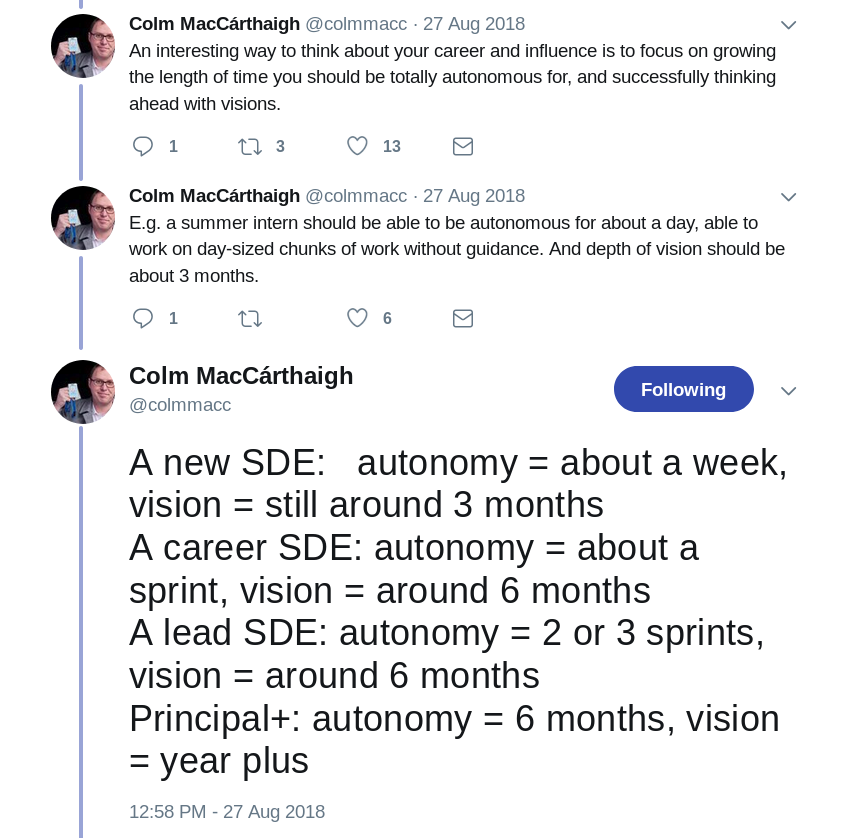 Colm MacCárthaigh @colmmacc · 27 Aug 2018
An interesting way to think about your career and influence is to focus on growing
the length of time you should be totally autonomous for, and successfully thinking
ahead with visions.
1 3 13
Colm MacCárthaigh @colmmacc · 27 Aug 2018
E.g. a summer intern should be able to be autonomous for about a day, able to
work on day-sized chunks of work without guidance. And depth of vision should be
about 3 months.
1 6
Colm MacCárthaigh
Following
@colmmacc
A new SDE:   autonomy = about a week,
vision = still around 3 months
A career SDE: autonomy = about a
sprint, vision = around 6 months
A lead SDE: autonomy = 2 or 3 sprints,
vision = around 6 months
Principal+: autonomy = 6 months, vision
= year plus
12:58 PM - 27 Aug 2018